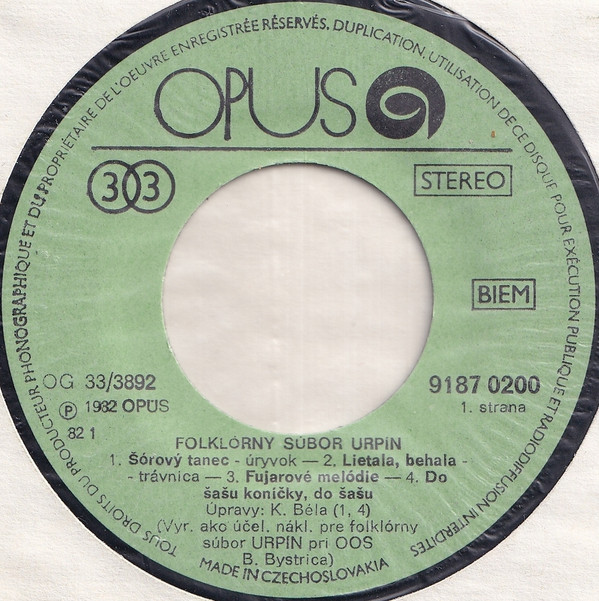 TOUS DROITS DU PRODUCTEUR PHONOGRAPHIQUE ET DU PROPRIÉTAIRE DE L'OEUVRE ENREGISTRÉE RÉSERVÉS. DUPLICATION, UTILISATION DE CE DISQUE POUR EXÉCUTION PUBLIQUE ET RADIODIFFUSION INTERDITES
OPUS
33
STEREO
BIEM
OG 33/3892
9187 0200
℗ 1982 OPUS
1. strana
82 1
FOLKLÓRNY SÚBOR URPÍN
1. Šórový tanec - úryvok — 2. Lietala, behala -
- trávnica — 3. Fujarové melódie — 4. Do
šašu koníčky, do šašu
Úpravy: K. Béla (1, 4)
(Vyr. ako účel. nákl. pre folklórny
súbor URPÍN pri OOS
B. Bystrica)
MADE IN CZECHOSLOVAKIA